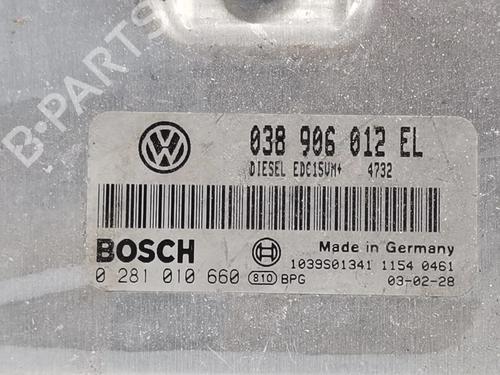 B-PARTS
038 906 012 EL
DIESEL EDC15VM+ 4732
BOSCH
Made in Germany
1039S01341 1154 0461
0 281 010 660 810 BPG
03-02-28